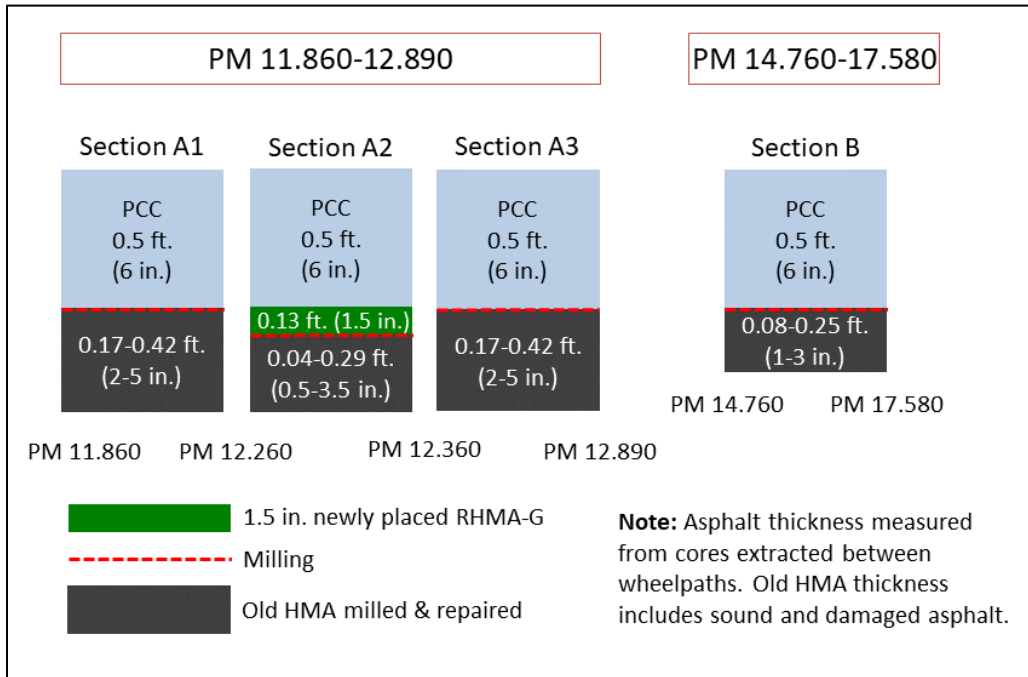 PM 11.860-12.890
PM 14.760-17.580
Section A1
Section A2
Section A3
Section B
PCC
0.5 ft.
(6 in.)
PCC
0.5 ft.
(6 in.)
PCC
0.5 ft.
(6 in.)
PCC
0.5 ft.
(6 in.)
0.17-0.42 ft.
(2-5 in.)
0.13 ft. (1.5 in.)
0.04-0.29 ft.
(0.5-3.5 in.)
0.17-0.42 ft.
(2-5 in.)
0.08-0.25 ft.
(1-3 in.)
PM 14.760
PM 17.580
PM 11.860
PM 12.260
PM 12.360
PM 12.890
1.5 in. newly placed RHMA-G
Milling
Old HMA milled & repaired
Note: Asphalt thickness measured
from cores extracted between
wheelpaths. Old HMA thickness
includes sound and damaged asphalt.